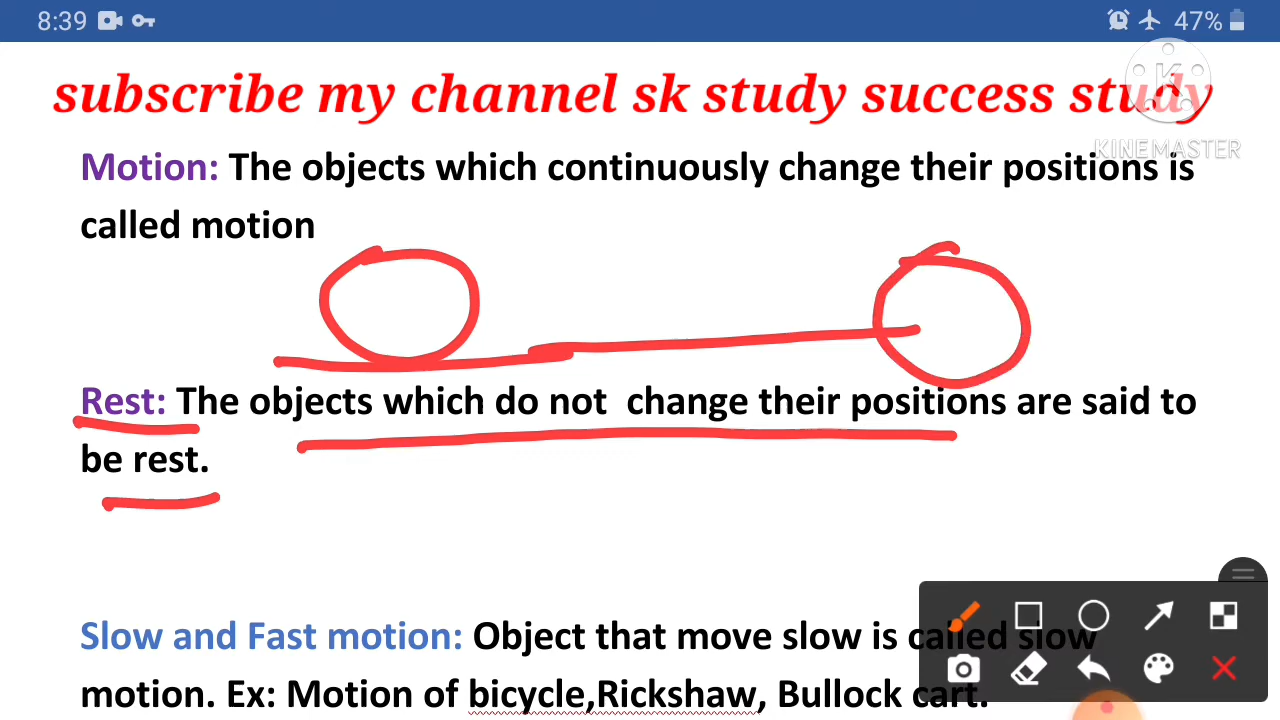 8:39 47%
subscribe my channel sk study success study
KINEMASTER
Motion: The objects which continuously change their positions is
called motion
Rest: The objects which do not change their positions are said to
be rest.
Slow and Fast motion: Object that move slow is called slow
motion. Ex: Motion of bicycle,Rickshaw, Bullock cart.